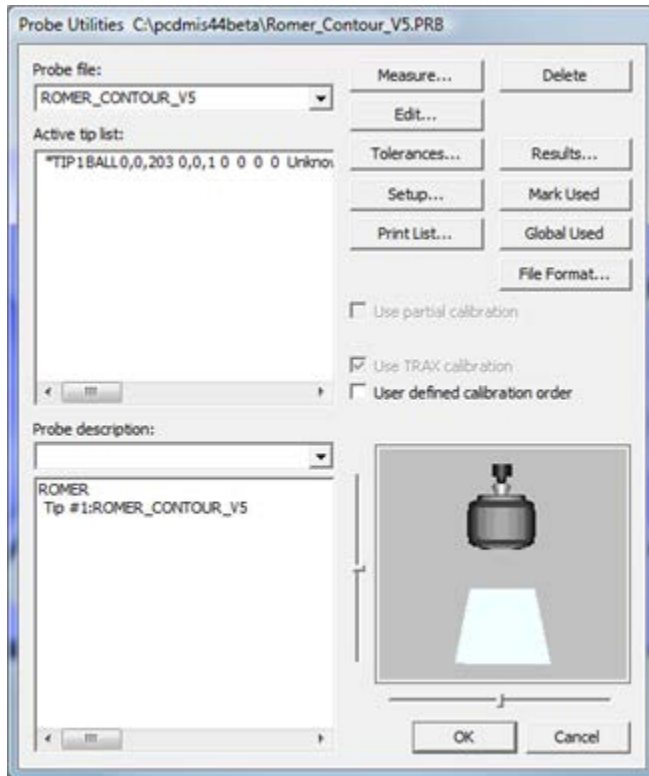 Probe Utilities C:\pcdmis44beta\Romer_Contour_V5.PRB
Probe file:
ROMER_CONTOUR_V5
Active tip list:
*TIP1BALL0,0,203 0,0,1 0 0 0 0 Unknow
Measure...
Delete
Edit...
Tolerances...
Results...
Setup...
Mark Used
Print List...
Global Used
File Format...
Use partial calibration
Use TRAX calibration
User defined calibration order
Probe description:
ROMER
Tip #1:ROMER_CONTOUR_V5
OK
Cancel